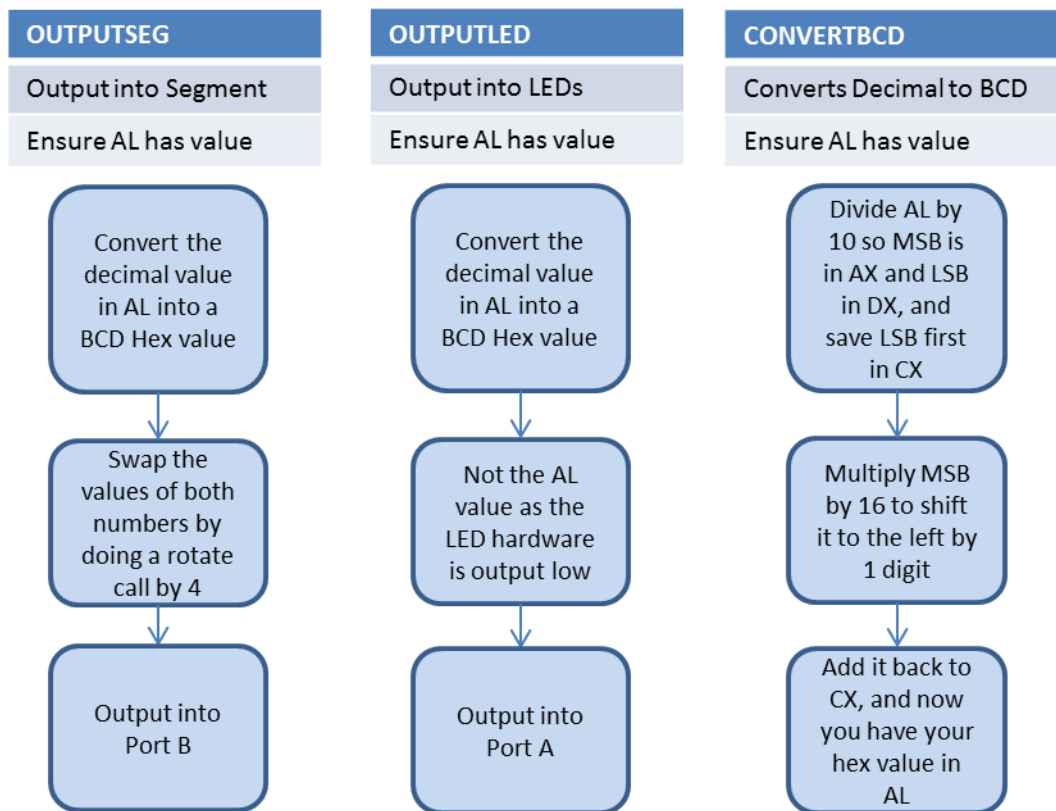 OUTPUTSEG
Output into Segment
Ensure AL has value
Convert the
decimal value
in AL into a
BCD Hex value
Swap the
values of both
numbers by
doing a rotate
call by 4
Output into
Port B
OUTPUTLED
Output into LEDs
Ensure AL has value
Convert the
decimal value
in AL into a
BCD Hex value
Not the AL
value as the
LED hardware
is output low
Output into
Port A
CONVERTBCD
Converts Decimal to BCD
Ensure AL has value
Divide AL by
10 so MSB is
in AX and LSB
in DX, and
save LSB first
in CX
Multiply MSB
by 16 to shift
it to the left by
1 digit
Add it back to
CX, and now
you have your
hex value in
AL